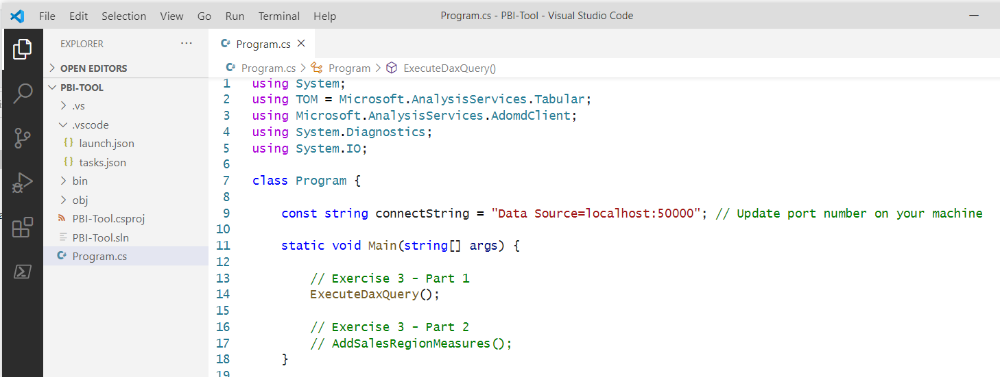 File Edit Selection View Go Run Terminal Help Program.cs - PBI-Tool - Visual Studio Code
EXPLORER ···
OPEN EDITORS
PBI-TOOL
.vs
.vscode
{} launch.json
{} tasks.json
bin
obj
PBI-Tool.csproj
PBI-Tool.sln
C# Program.cs
C# Program.cs
C# Program.cs > Program > ExecuteDaxQuery()
1 using System;
2 using TOM = Microsoft.AnalysisServices.Tabular;
3 using Microsoft.AnalysisServices.AdomdClient;
4 using System.Diagnostics;
5 using System.IO;
6
7 class Program {
8
9 const string connectString = "Data Source=localhost:50000"; // Update port number on your machine
10
11 static void Main(string[] args) {
12
13 // Exercise 3 - Part 1
14 ExecuteDaxQuery();
15
16 // Exercise 3 - Part 2
17 // AddSalesRegionMeasures();
18 }
19